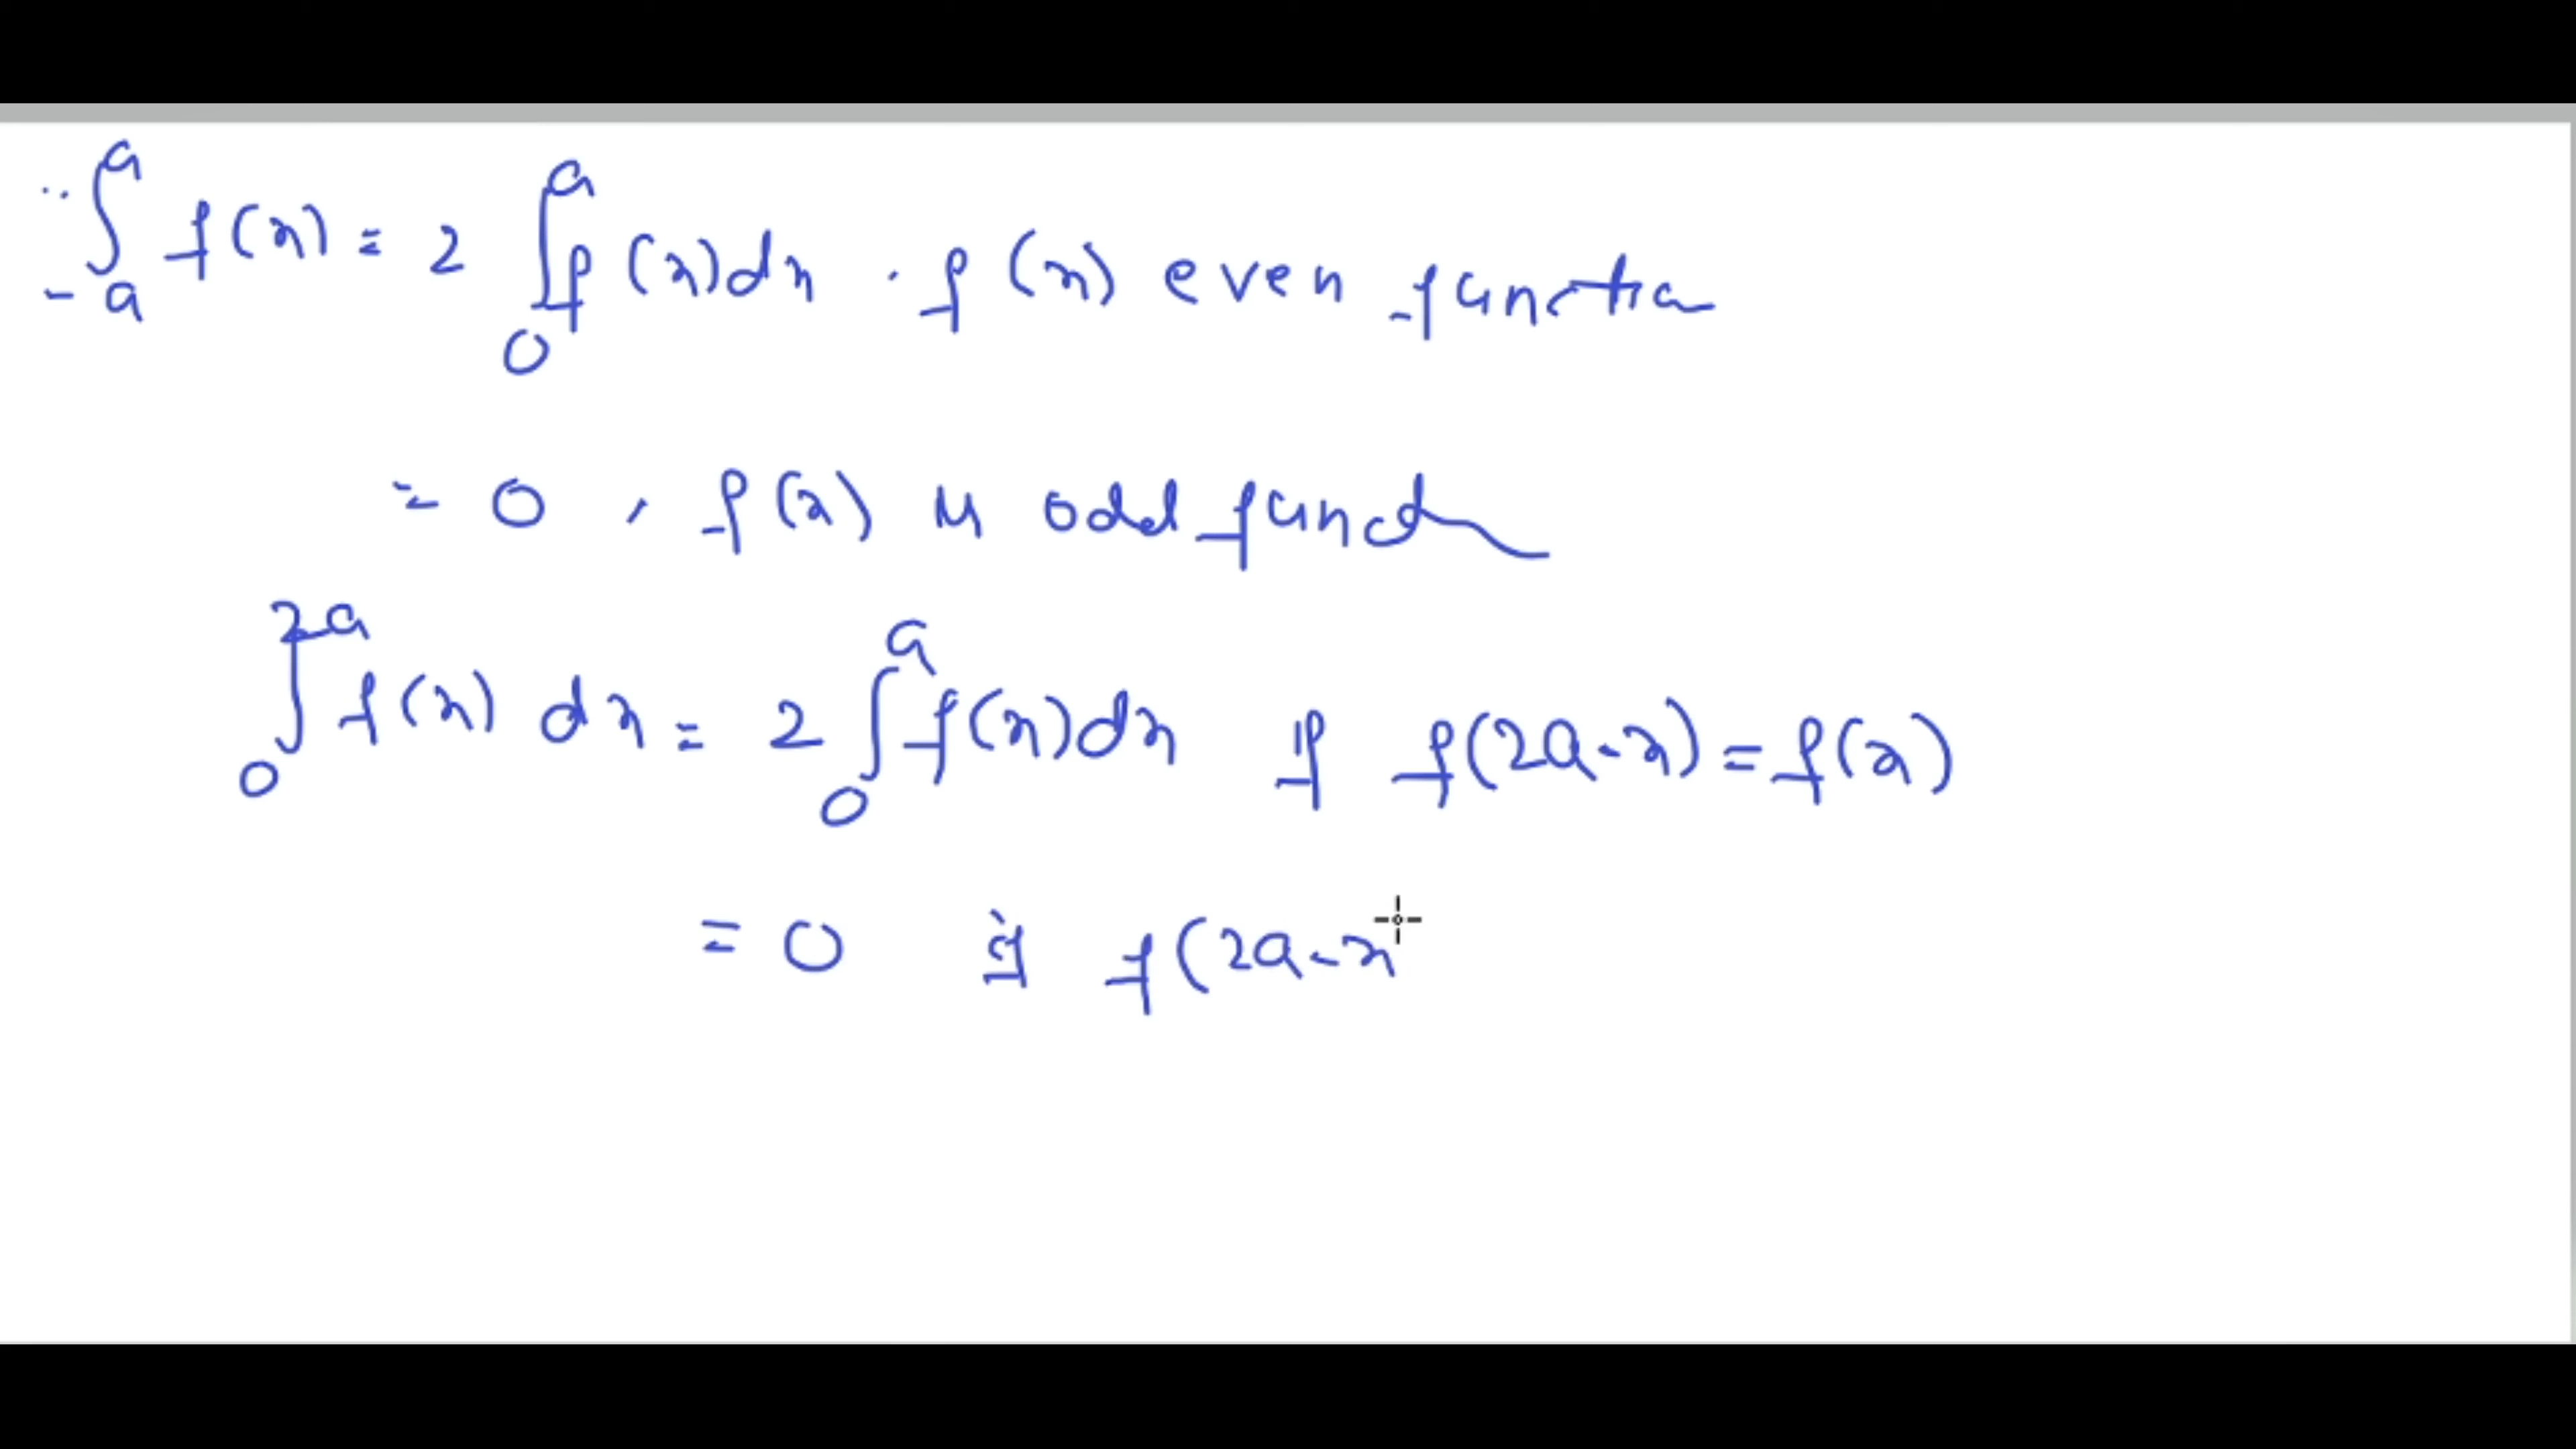 ∵ ∫_{-a}^{a} f(x) = 2 ∫_{0}^{a} f(x)dx . f(x) even function
= 0 , f(x) is odd funct
∫_{0}^{2a} f(x) dx = 2 ∫_{0}^{a} f(x)dx if f(2a-x) = f(x)
= 0 if f(2a-x